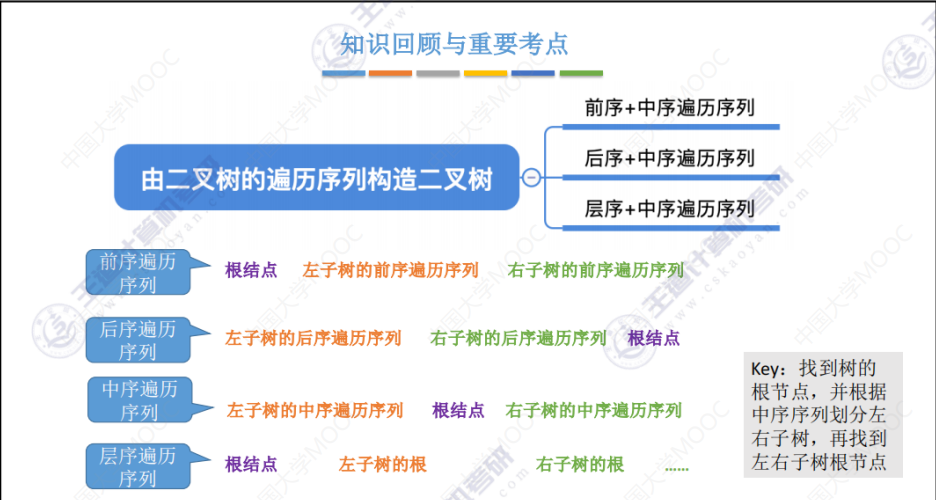 知识回顾与重要考点
前序+中序遍历序列
由二叉树的遍历序列构造二叉树
后序+中序遍历序列
层序+中序遍历序列
前序遍历
序列
根结点 左子树的前序遍历序列 右子树的前序遍历序列
后序遍历
序列
左子树的后序遍历序列 右子树的后序遍历序列 根结点
中序遍历
序列
左子树的中序遍历序列 根结点 右子树的中序遍历序列
层序遍历
序列
根结点 左子树的根 右子树的根 ……
Key：找到树的
根节点，并根据
中序序列划分左
右子树，再找到
左右子树根节点
中国大学MOOC
王道计算机考研
www.cskaoyan.com